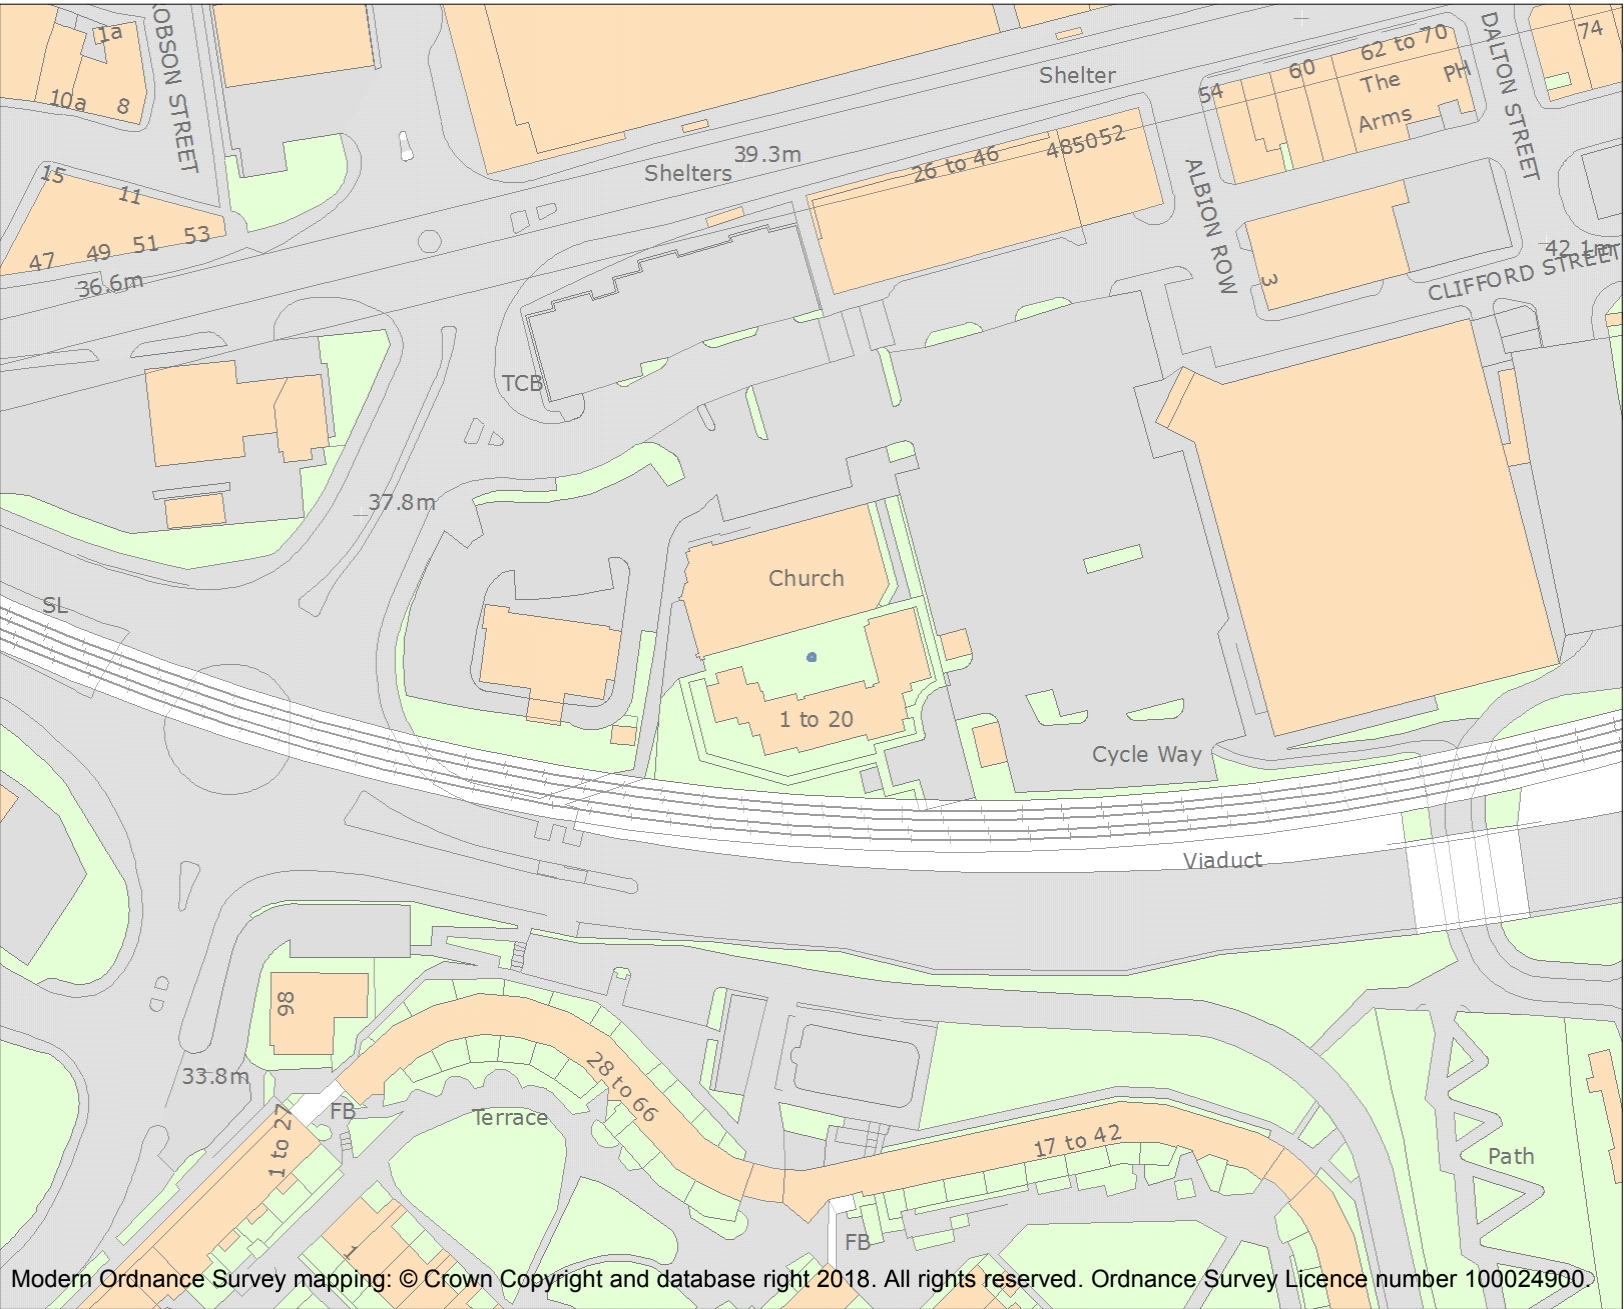 1a
ROBSON STREET
10a
8
Shelter
54
60
62 to 70
The
PH
Arms
DALTON STREET
74
15
11
47
49
51
53
36.6m
Shelters
39.3m
26 to 46
48
50
52
ALBION ROW
3
42.1m
CLIFFORD STREET
TCB
37.8m
SL
Church
1 to 20
Cycle Way
Viaduct
98
33.8m
FB
1 to 27
Terrace
28 to 66
17 to 42
Path
FB
1
Modern Ordnance Survey mapping: © Crown Copyright and database right 2018. All rights reserved. Ordnance Survey Licence number 100024900.